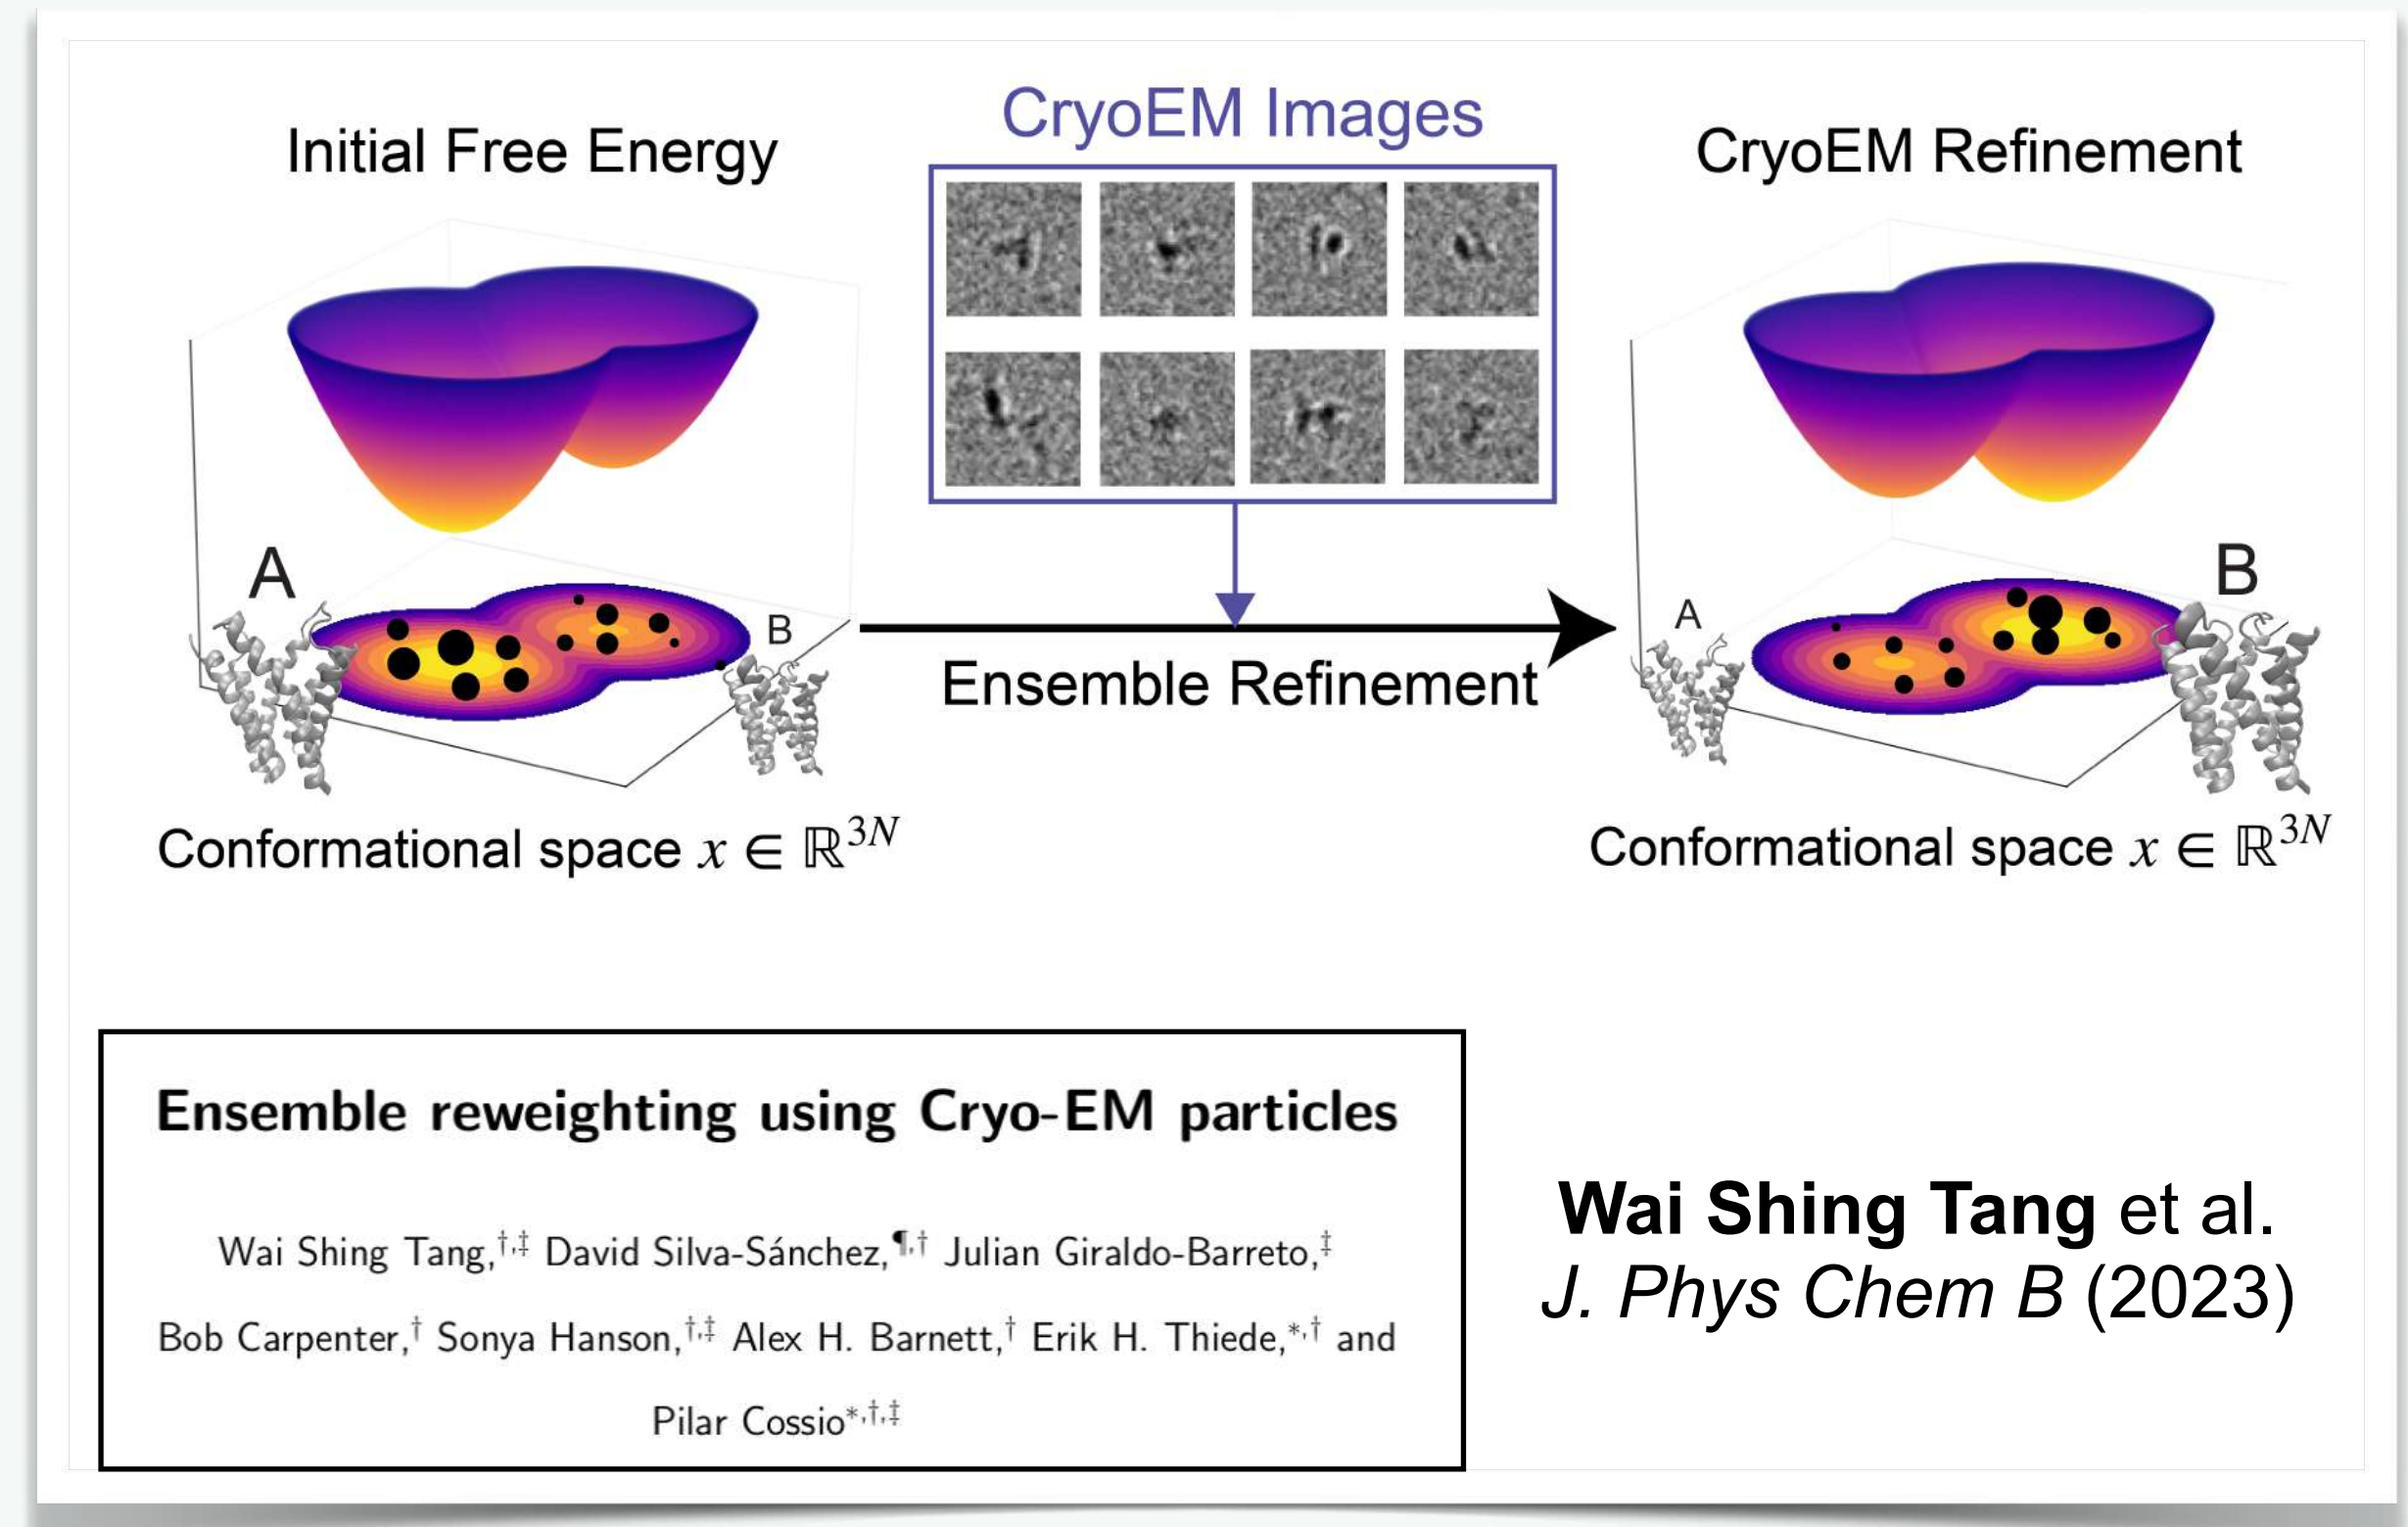 CryoEM Images
Initial Free Energy
CryoEM Refinement
A
B
A
B
Ensemble Refinement
Conformational space x ∈ ℝ³ᴺ
Conformational space x ∈ ℝ³ᴺ
Ensemble reweighting using Cryo-EM particles
Wai Shing Tang,†,‡ David Silva-Sánchez,¶,† Julian Giraldo-Barreto,‡
Bob Carpenter,† Sonya Hanson,†,‡ Alex H. Barnett,† Erik H. Thiede,*,† and
Pilar Cossio*,†,‡
Wai Shing Tang et al.
J. Phys Chem B (2023)